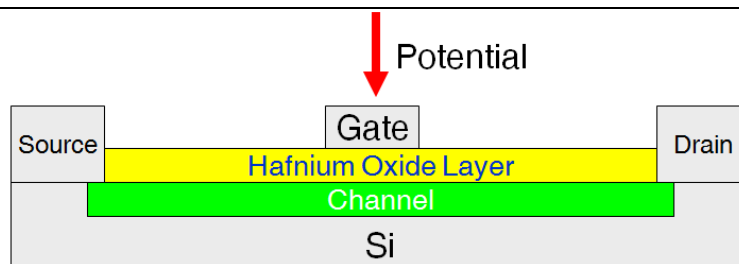 Potential
Gate
Source
Drain
Hafnium Oxide Layer
Channel
Si